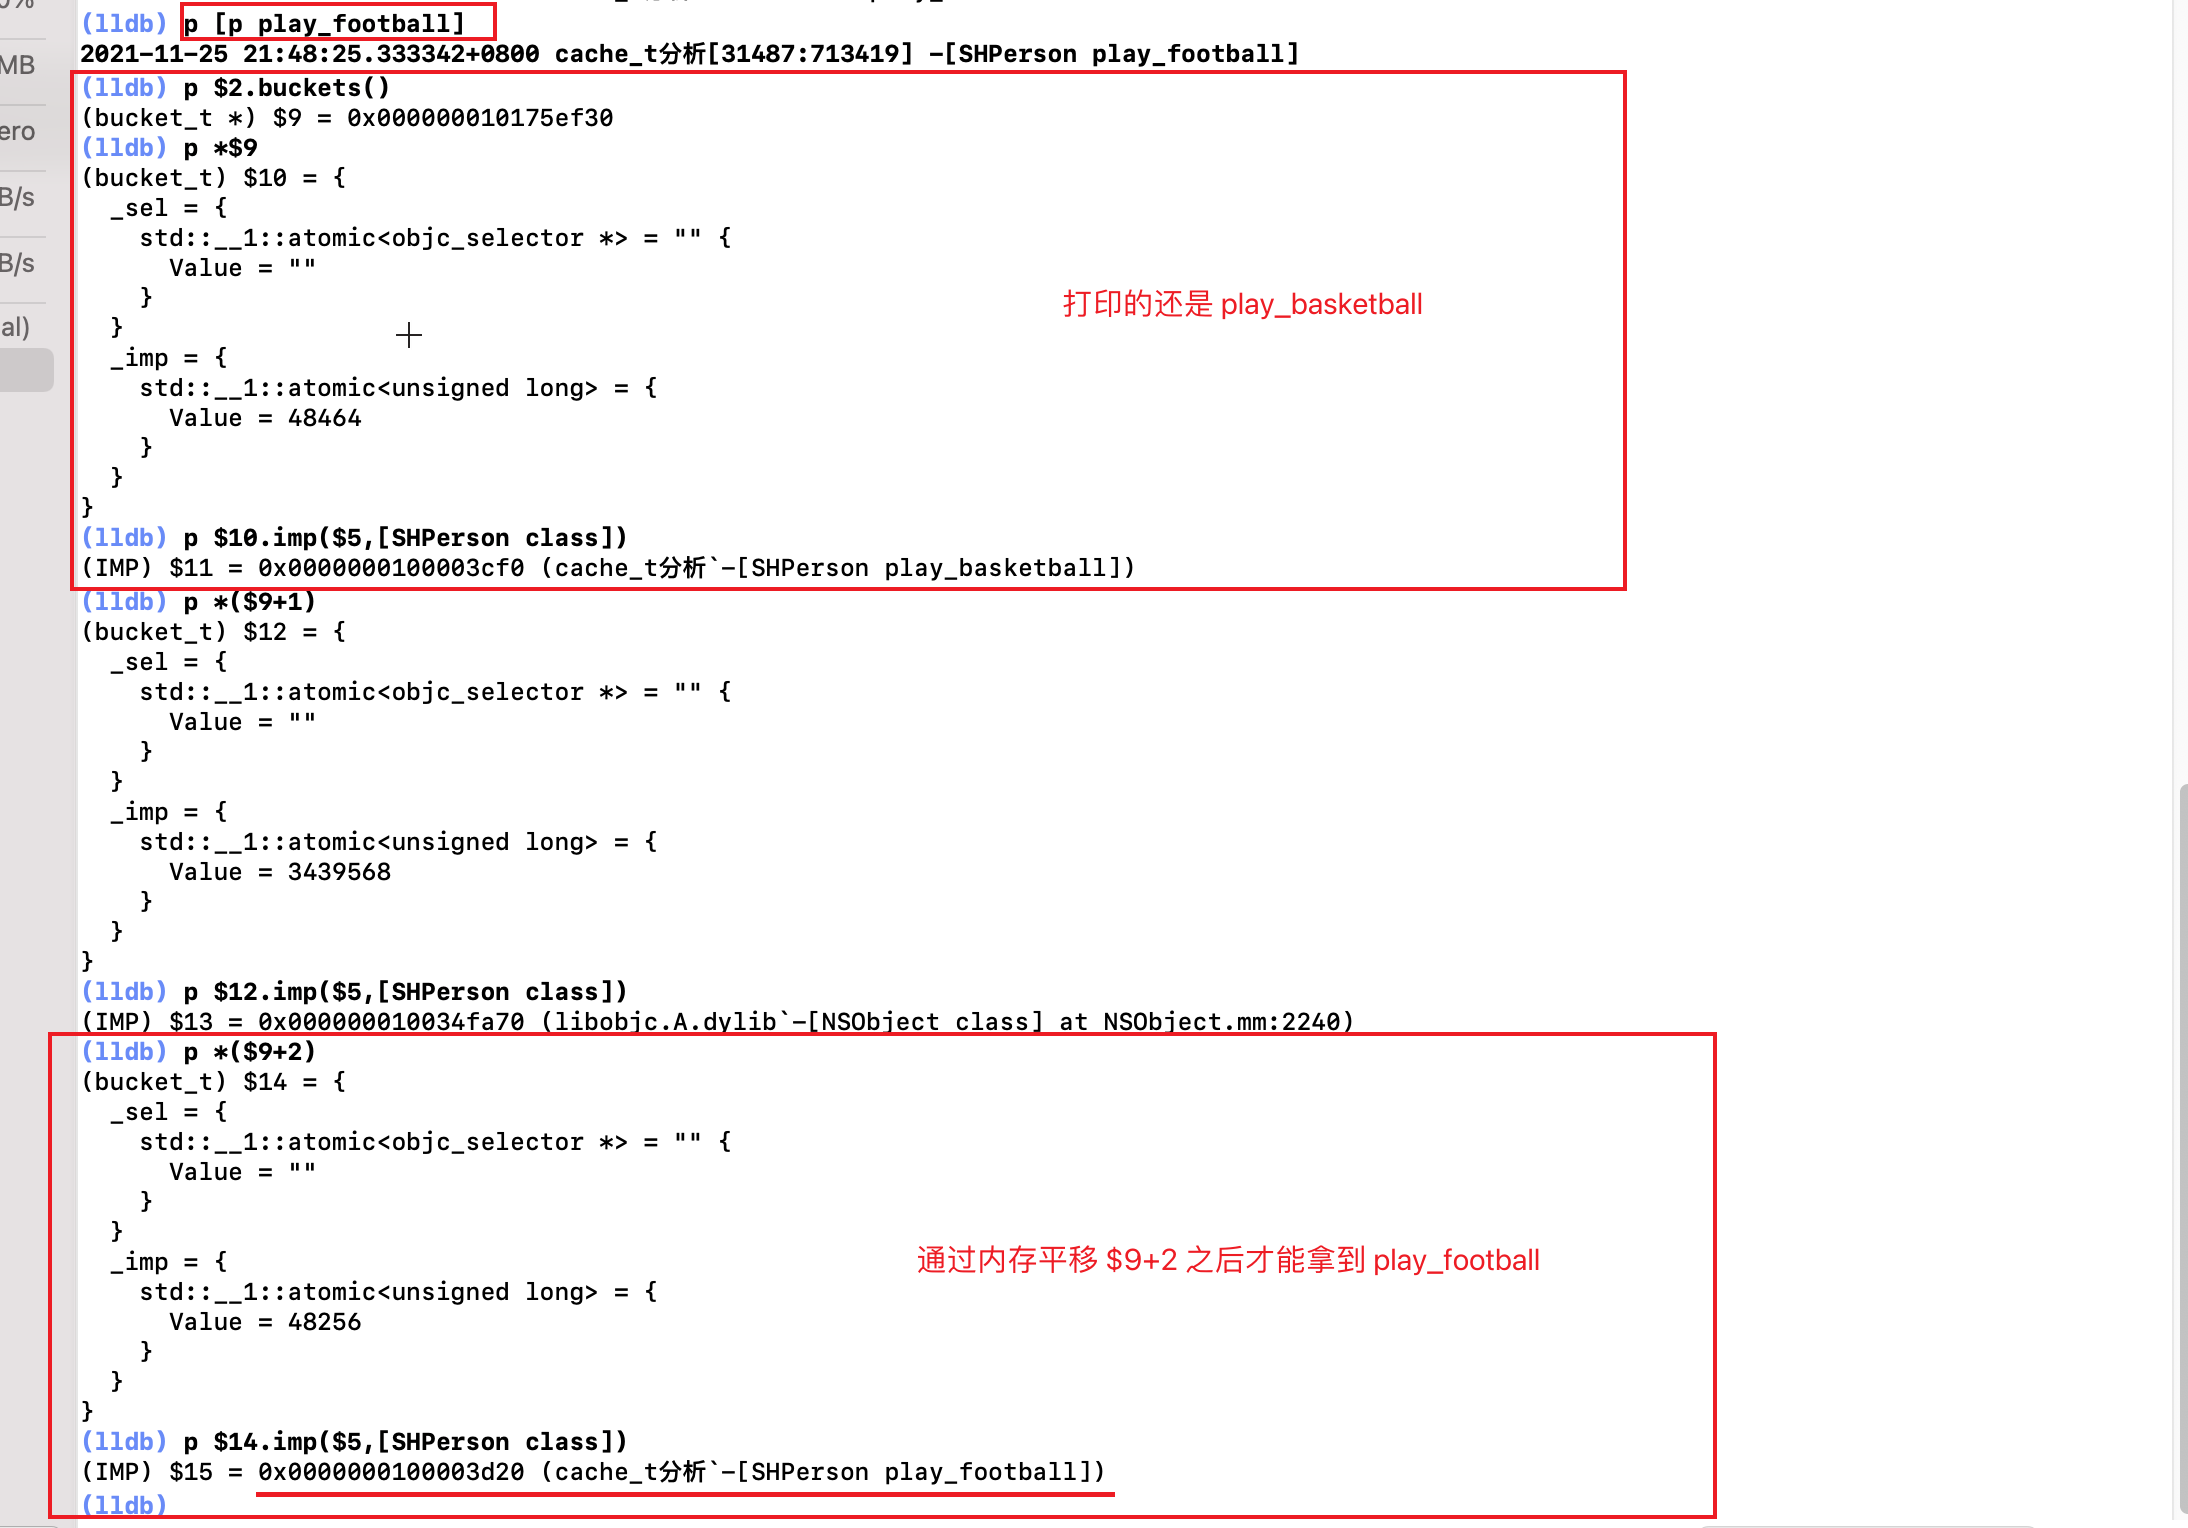 (lldb) p [p play_football]
2021-11-25 21:48:25.333342+0800 cache_t分析[31487:713419] -[SHPerson play_football]
MB
(lldb) p $2.buckets()
(bucket_t *) $9 = 0x000000010175ef30
ero
(lldb) p *$9
(bucket_t) $10 = {
B/s
  _sel = {
    std::__1::atomic<objc_selector *> = "" {
B/s
      Value = ""
    }
打印的还是 play_basketball
al)
  }
  _imp = {
    std::__1::atomic<unsigned long> = {
      Value = 48464
    }
  }
}
(lldb) p $10.imp($5,[SHPerson class])
(IMP) $11 = 0x0000000100003cf0 (cache_t分析`-[SHPerson play_basketball])
(lldb) p *($9+1)
(bucket_t) $12 = {
  _sel = {
    std::__1::atomic<objc_selector *> = "" {
      Value = ""
    }
  }
  _imp = {
    std::__1::atomic<unsigned long> = {
      Value = 3439568
    }
  }
}
(lldb) p $12.imp($5,[SHPerson class])
(IMP) $13 = 0x000000010034fa70 (libobjc.A.dylib`-[NSObject class] at NSObject.mm:2240)
(lldb) p *($9+2)
(bucket_t) $14 = {
  _sel = {
    std::__1::atomic<objc_selector *> = "" {
      Value = ""
    }
  }
  _imp = {
通过内存平移 $9+2 之后才能拿到 play_football
    std::__1::atomic<unsigned long> = {
      Value = 48256
    }
  }
}
(lldb) p $14.imp($5,[SHPerson class])
(IMP) $15 = 0x0000000100003d20 (cache_t分析`-[SHPerson play_football])
(lldb)